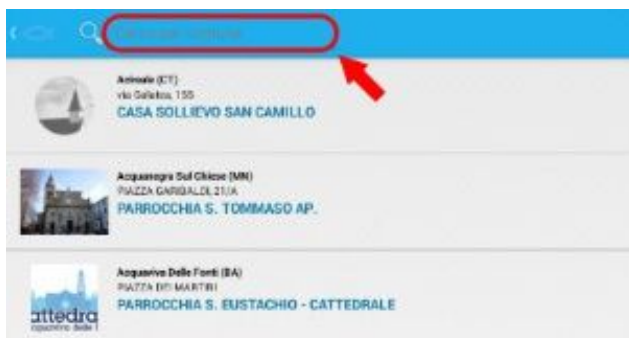 Acireale (CT)
via Galatea, 155
CASA SOLLIEVO SAN CAMILLO
Acquanegra Sul Chiese (MN)
PIAZZA GARIBALDI, 21/A
PARROCCHIA S. TOMMASO AP.
Acquaviva Delle Fonti (BA)
PIAZZA DEI MARTIRI
PARROCCHIA S. EUSTACHIO - CATTEDRALE
attedra